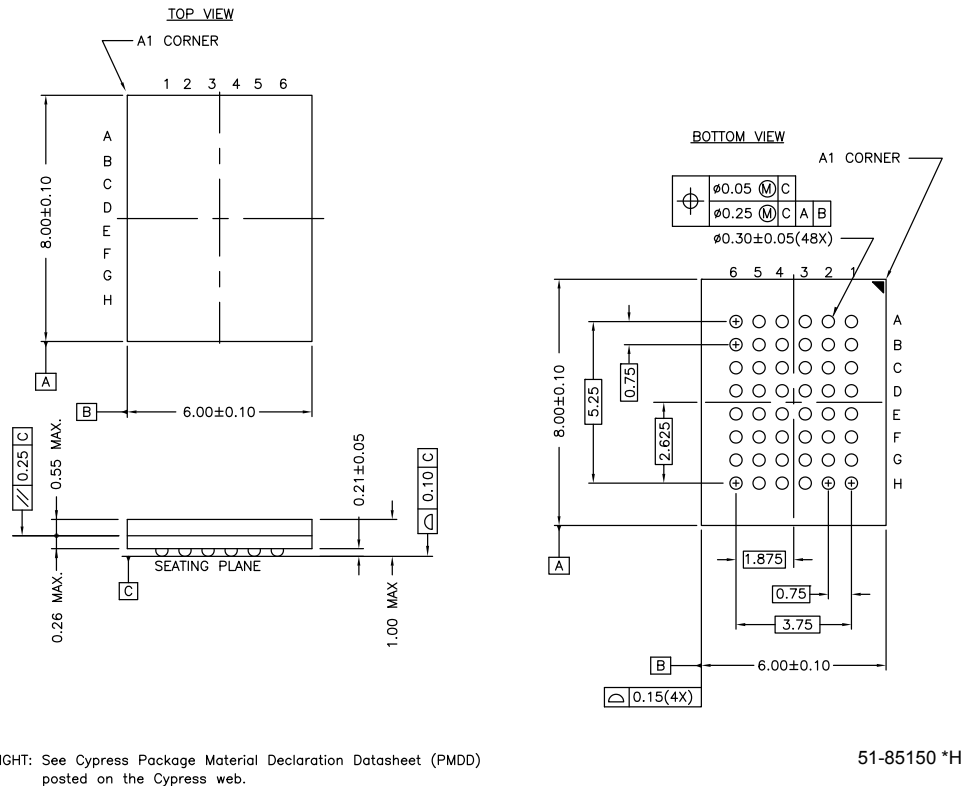 TOP VIEW
A1 CORNER
1 2 3 4 5 6
A
B
C
D
E
F
G
H
8.00±0.10
A
B
6.00±0.10
// 0.25 C
0.55 MAX.
0.26 MAX.
0.21±0.05
0.10 C
1.00 MAX
SEATING PLANE
C
BOTTOM VIEW
A1 CORNER
ø0.05 Ⓜ C
ø0.25 Ⓜ C A B
ø0.30±0.05(48X)
6 5 4 3 2 1
A
B
C
D
E
F
G
H
8.00±0.10
5.25
0.75
2.625
A
1.875
0.75
3.75
B
6.00±0.10
0.15(4X)
IGHT: See Cypress Package Material Declaration Datasheet (PMDD)
posted on the Cypress web.
51-85150 *H